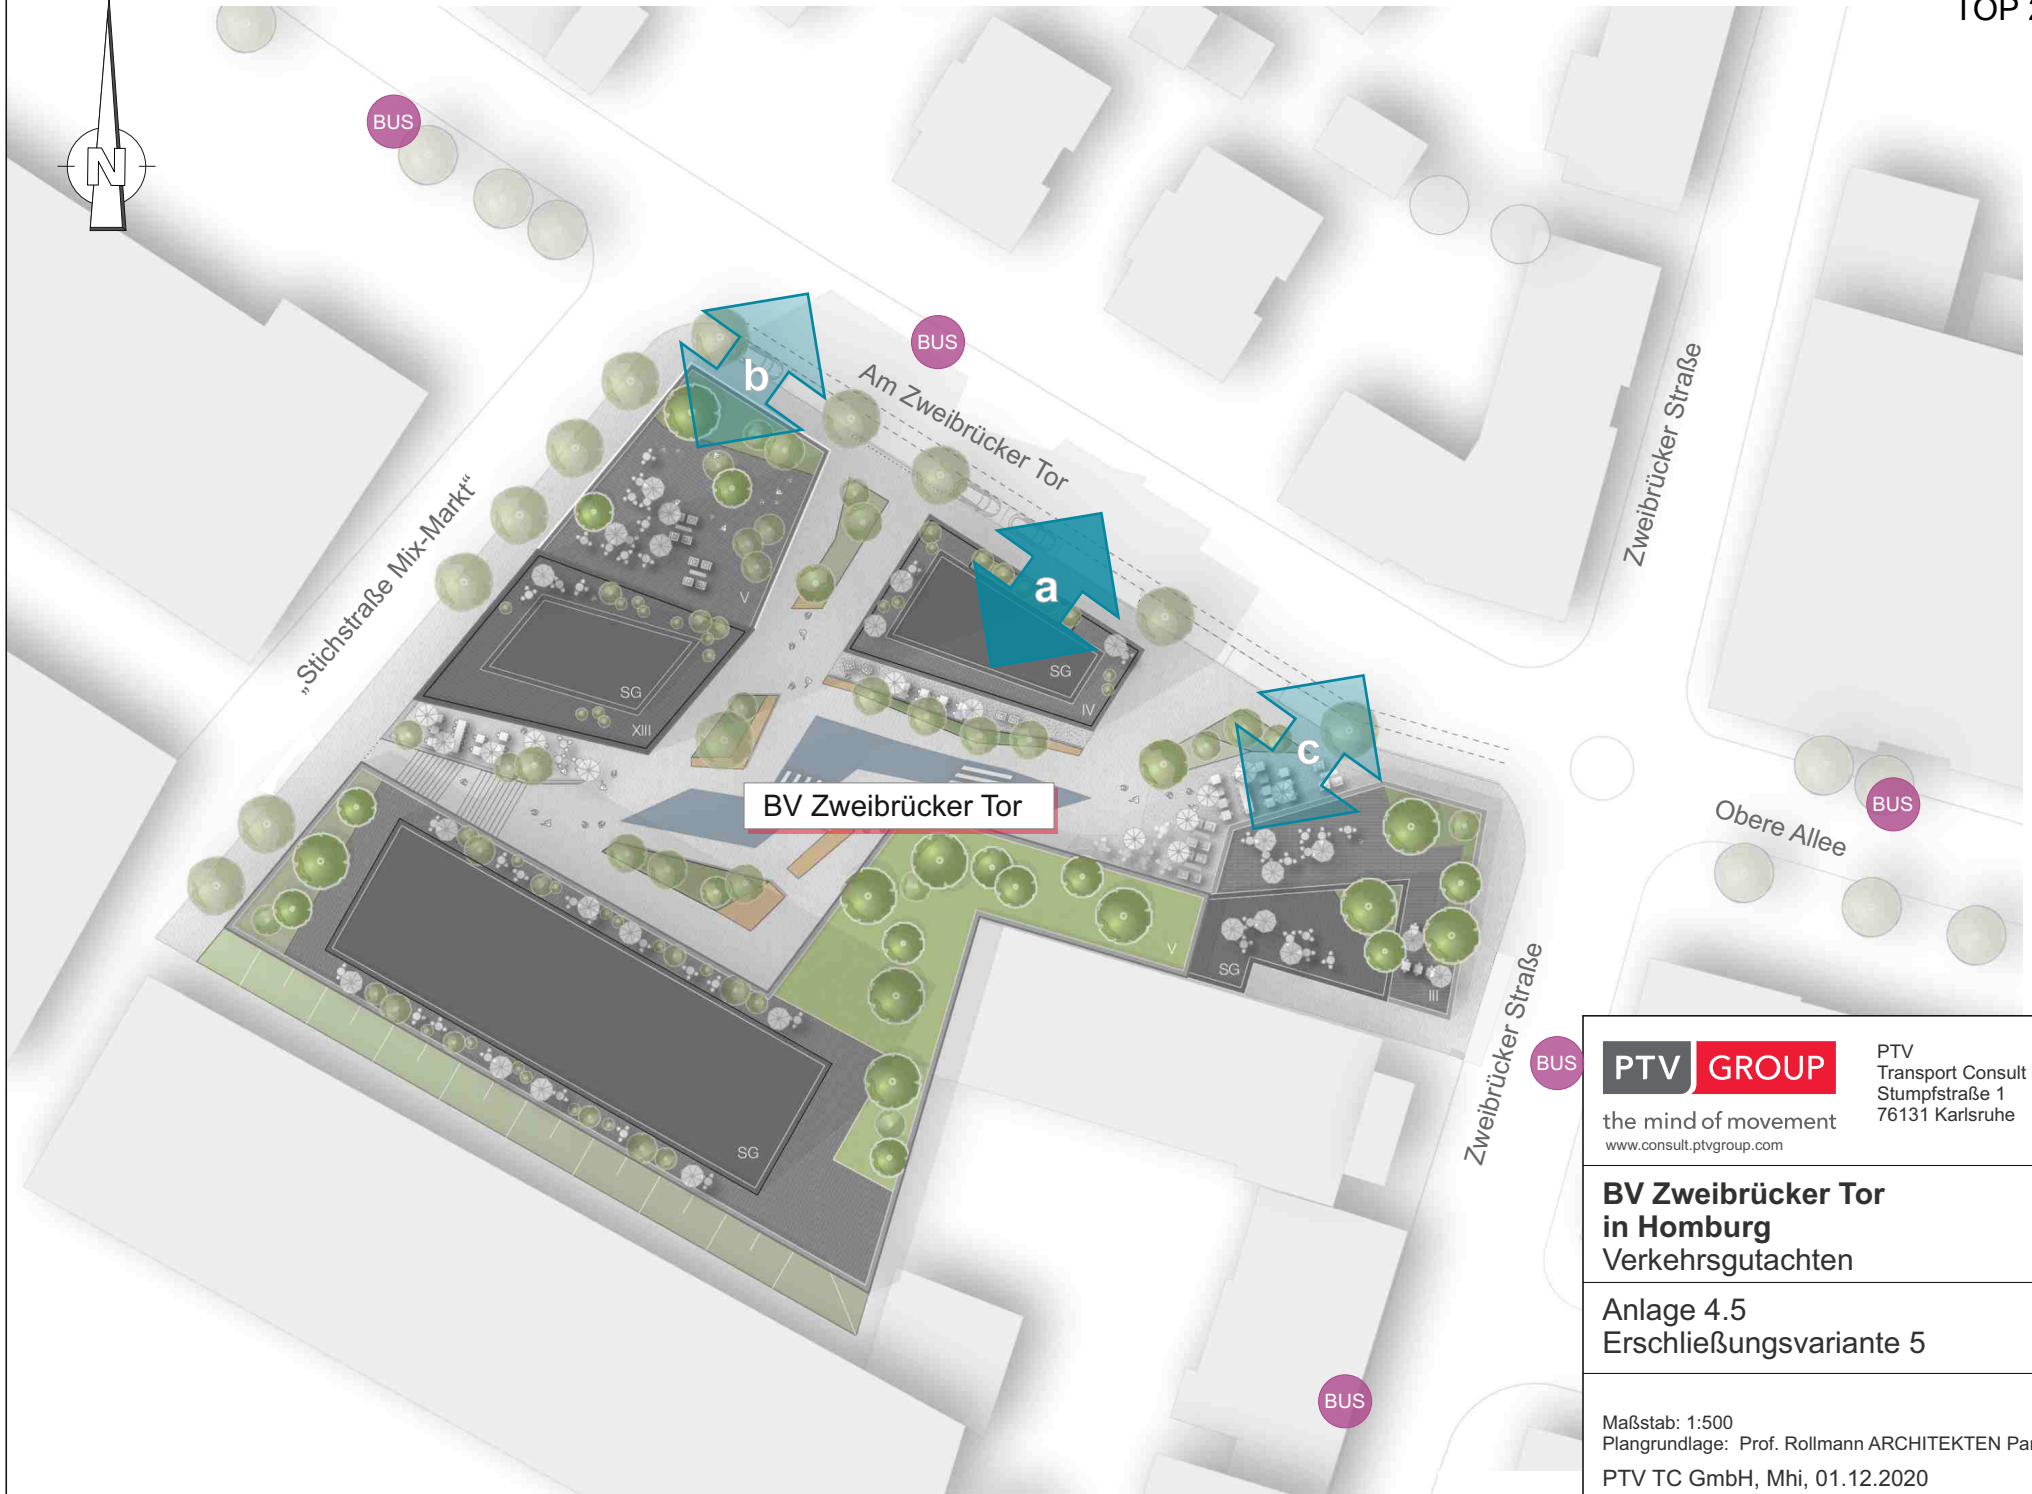 TOP 2
N
BUS
BUS
b
Am Zweibrücker Tor
Zweibrücker Straße
„Stichstraße Mix-Markt“
a
V
SG
SG
IV
XIII
c
BV Zweibrücker Tor
Obere Allee
BUS
V
SG
III
Zweibrücker Straße
BUS
SG
BUS
PTV GROUP
the mind of movement
www.consult.ptvgroup.com
PTV
Transport Consult
Stumpfstraße 1
76131 Karlsruhe
BV Zweibrücker Tor
in Homburg
Verkehrsgutachten
Anlage 4.5
Erschließungsvariante 5
Maßstab: 1:500
Plangrundlage: Prof. Rollmann ARCHITEKTEN
PTV TC GmbH, Mhi, 01.12.2020